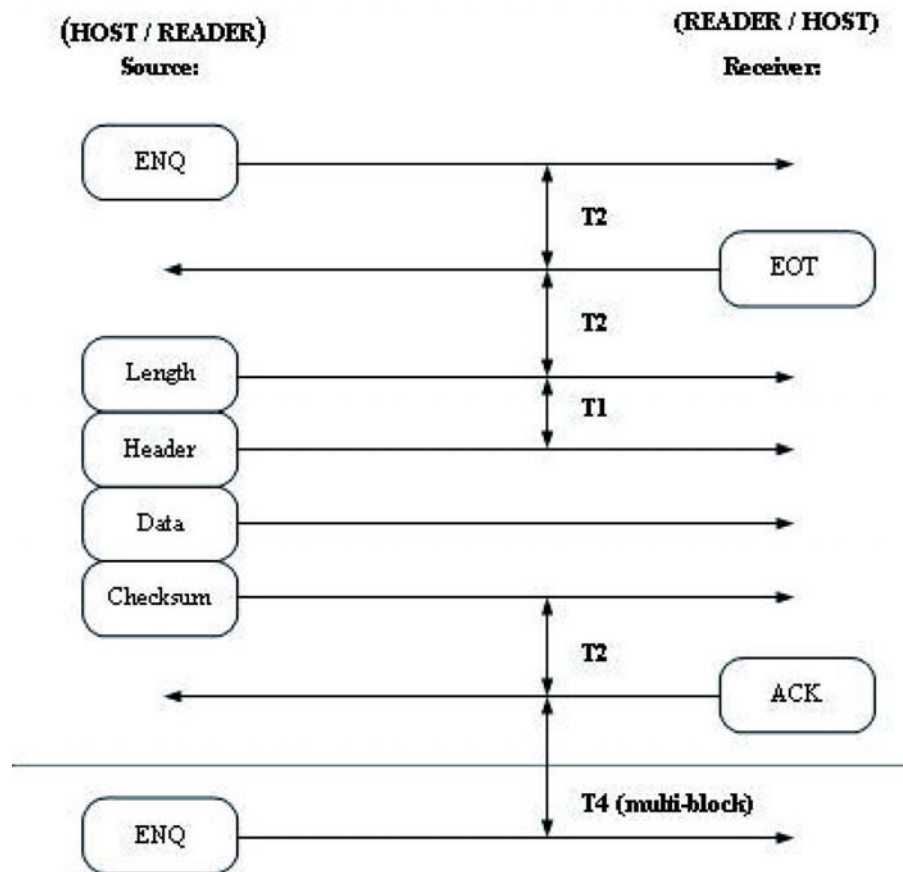 (HOST / READER)
Source:
(READER / HOST)
Receiver:
ENQ
T2
EOT
T2
Length
T1
Header
Data
Checksum
T2
ACK
T4 (multi-block)
ENQ